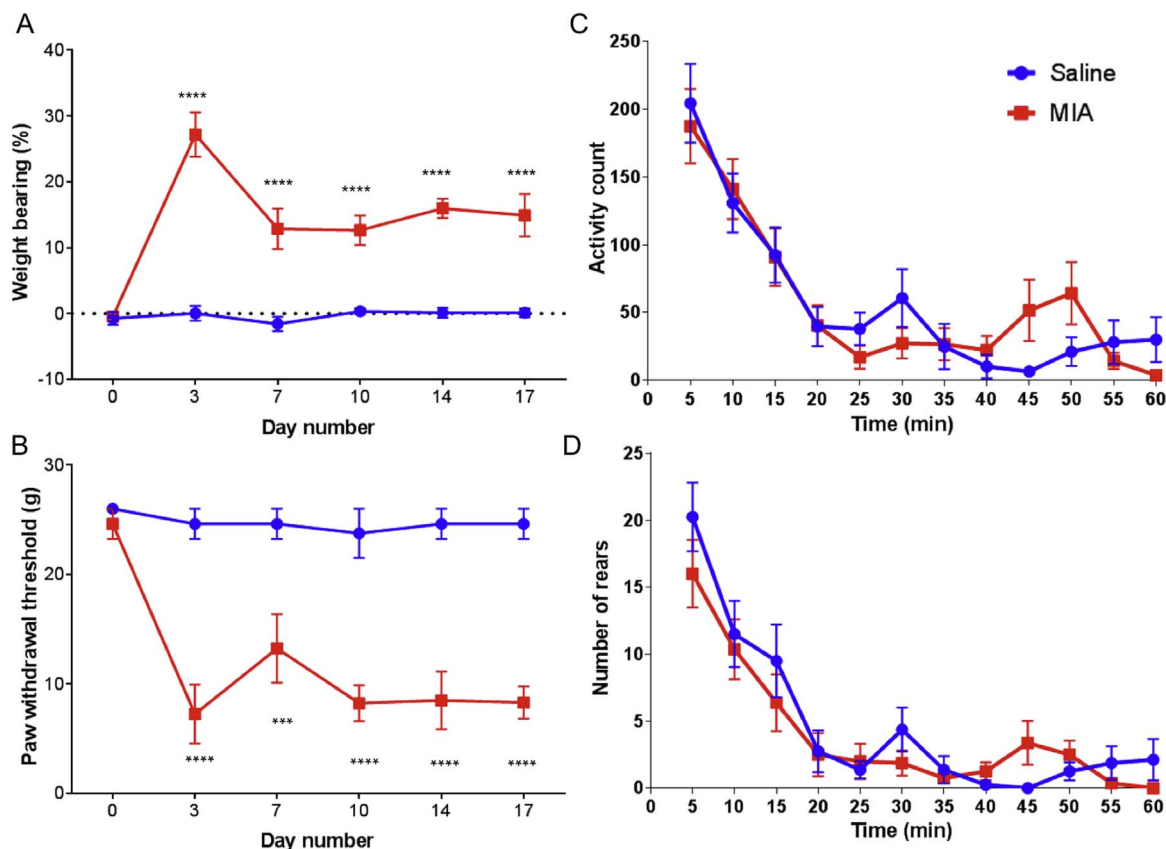 A
Weight bearing (%)
40
30
20
10
0
-10
****
****
****
****
****
0 3 7 10 14 17
Day number
B
Paw withdrawal threshold (g)
30
20
10
0
****
***
****
****
****
0 3 7 10 14 17
Day number
C
Activity count
250
200
150
100
50
0
Saline
MIA
0 5 10 15 20 25 30 35 40 45 50 55 60
Time (min)
D
Number of rears
25
20
15
10
5
0
0 5 10 15 20 25 30 35 40 45 50 55 60
Time (min)